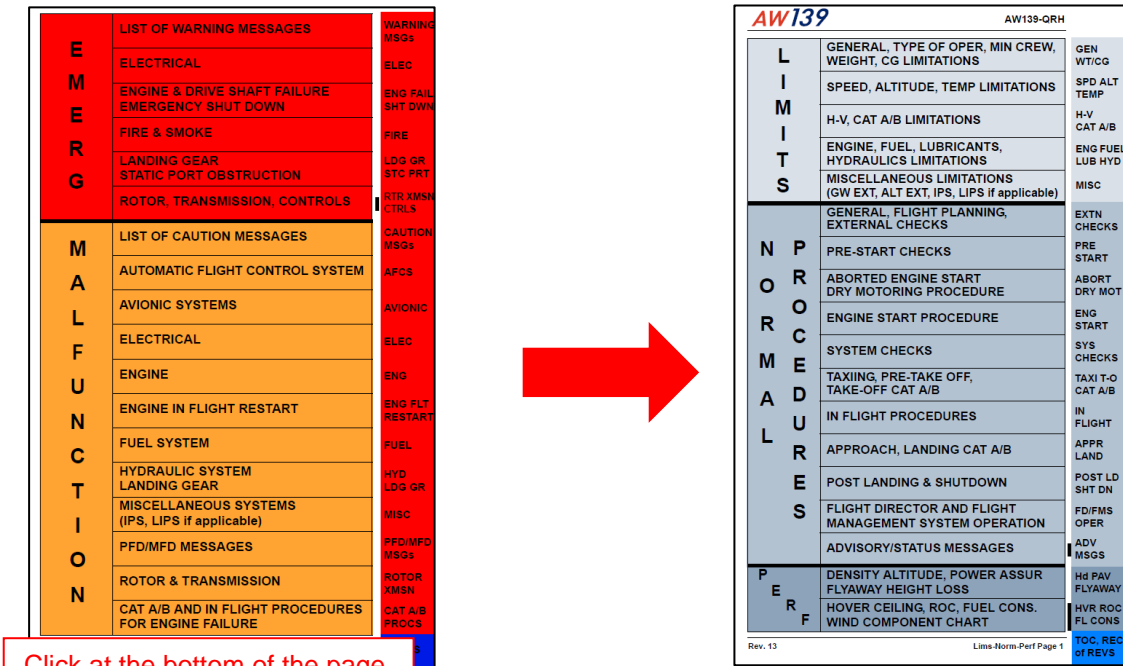 E
M
E
R
G
LIST OF WARNING MESSAGES
WARNING
MSGs
ELECTRICAL
ELEC
ENGINE & DRIVE SHAFT FAILURE
EMERGENCY SHUT DOWN
ENG FAIL
SHT DWN
FIRE & SMOKE
FIRE
LANDING GEAR
STATIC PORT OBSTRUCTION
LDG GR
STC PRT
ROTOR, TRANSMISSION, CONTROLS
RTR XMSN
CTRLS
M
A
L
F
U
N
C
T
I
O
N
LIST OF CAUTION MESSAGES
CAUTION
MSGs
AUTOMATIC FLIGHT CONTROL SYSTEM
AFCS
AVIONIC SYSTEMS
AVIONIC
ELECTRICAL
ELEC
ENGINE
ENG
ENGINE IN FLIGHT RESTART
ENG FLT
RESTART
FUEL SYSTEM
FUEL
HYDRAULIC SYSTEM
LANDING GEAR
HYD
LDG GR
MISCELLANEOUS SYSTEMS
(IPS, LIPS if applicable)
MISC
PFD/MFD MESSAGES
PFD/MFD
MSGs
ROTOR & TRANSMISSION
ROTOR
XMSN
CAT A/B AND IN FLIGHT PROCEDURES
FOR ENGINE FAILURE
CAT A/B
PROCS
Click at the bottom of the page
AW139
AW139-QRH
L
I
M
I
T
S
GENERAL, TYPE OF OPER, MIN CREW,
WEIGHT, CG LIMITATIONS
GEN
WT/CG
SPEED, ALTITUDE, TEMP LIMITATIONS
SPD ALT
TEMP
H-V, CAT A/B LIMITATIONS
H-V
CAT A/B
ENGINE, FUEL, LUBRICANTS,
HYDRAULICS LIMITATIONS
ENG FUEL
LUB HYD
MISCELLANEOUS LIMITATIONS
(GW EXT, ALT EXT, IPS, LIPS if applicable)
MISC
N
O
R
M
A
L
P
R
O
C
E
D
U
R
E
S
GENERAL, FLIGHT PLANNING,
EXTERNAL CHECKS
EXTN
CHECKS
PRE-START CHECKS
PRE
START
ABORTED ENGINE START
DRY MOTORING PROCEDURE
ABORT
DRY MOT
ENGINE START PROCEDURE
ENG
START
SYSTEM CHECKS
SYS
CHECKS
TAXIING, PRE-TAKE OFF,
TAKE-OFF CAT A/B
TAXI T-O
CAT A/B
IN FLIGHT PROCEDURES
IN
FLIGHT
APPROACH, LANDING CAT A/B
APPR
LAND
POST LANDING & SHUTDOWN
POST LD
SHT DN
FLIGHT DIRECTOR AND FLIGHT
MANAGEMENT SYSTEM OPERATION
FD/FMS
OPER
ADVISORY/STATUS MESSAGES
ADV
MSGS
P
E
R
F
DENSITY ALTITUDE, POWER ASSUR
FLYAWAY HEIGHT LOSS
Hd PAV
FLYAWAY
HOVER CEILING, ROC, FUEL CONS.
WIND COMPONENT CHART
HVR ROC
FL CONS
Rev. 13
Lims-Norm-Perf Page 1
TOC, REC
of REVS